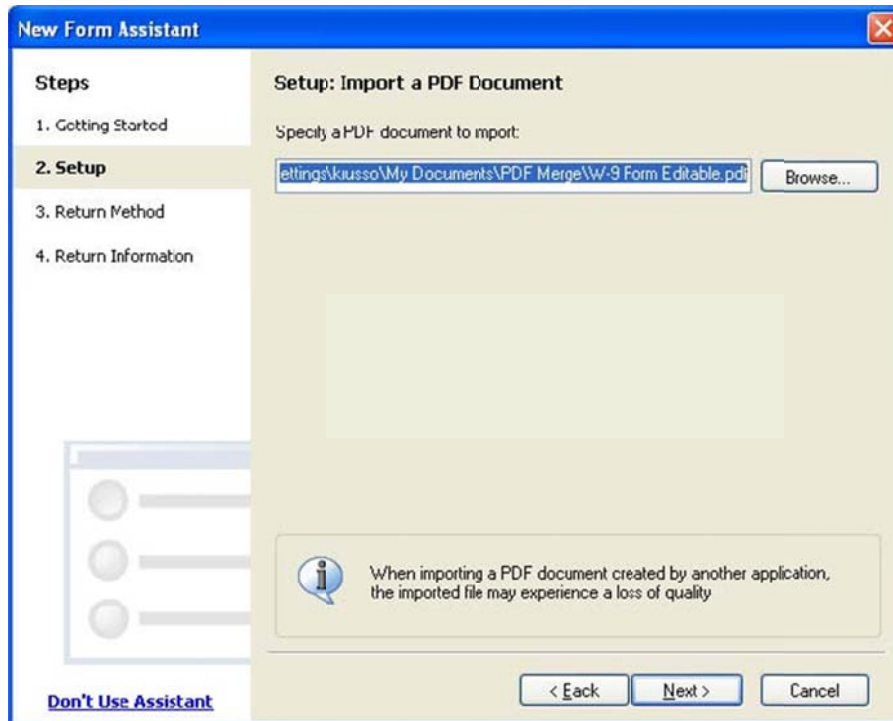 New Form Assistant
Steps
1. Getting Started
2. Setup
3. Return Method
4. Return Information
Don't Use Assistant
Setup: Import a PDF Document
Specify a PDF document to import:
ettings\krusso\My Documents\PDF Merge\W-9 Form Editable.pdf
Browse...
When importing a PDF document created by another application,
the imported file may experience a loss of quality
< Back
Next >
Cancel